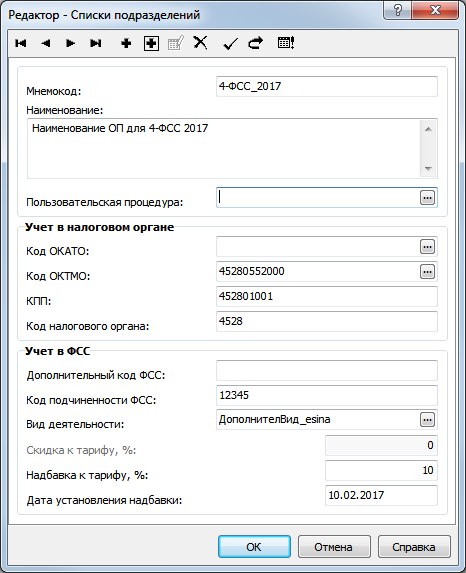 Редактор - Списки подразделений
Мнемокод: 4-ФСС_2017
Наименование:
Наименование ОП для 4-ФСС 2017
Пользовательская процедура:
Учет в налоговом органе
Код ОКАТО:
Код ОКТМО: 45280552000
КПП: 452801001
Код налогового органа: 4528
Учет в ФСС
Дополнительный код ФСС:
Код подчиненности ФСС: 12345
Вид деятельности: ДополнителВид_esina
Скидка к тарифу, %: 0
Надбавка к тарифу, %: 10
Дата установления надбавки: 10.02.2017
ОК Отмена Справка